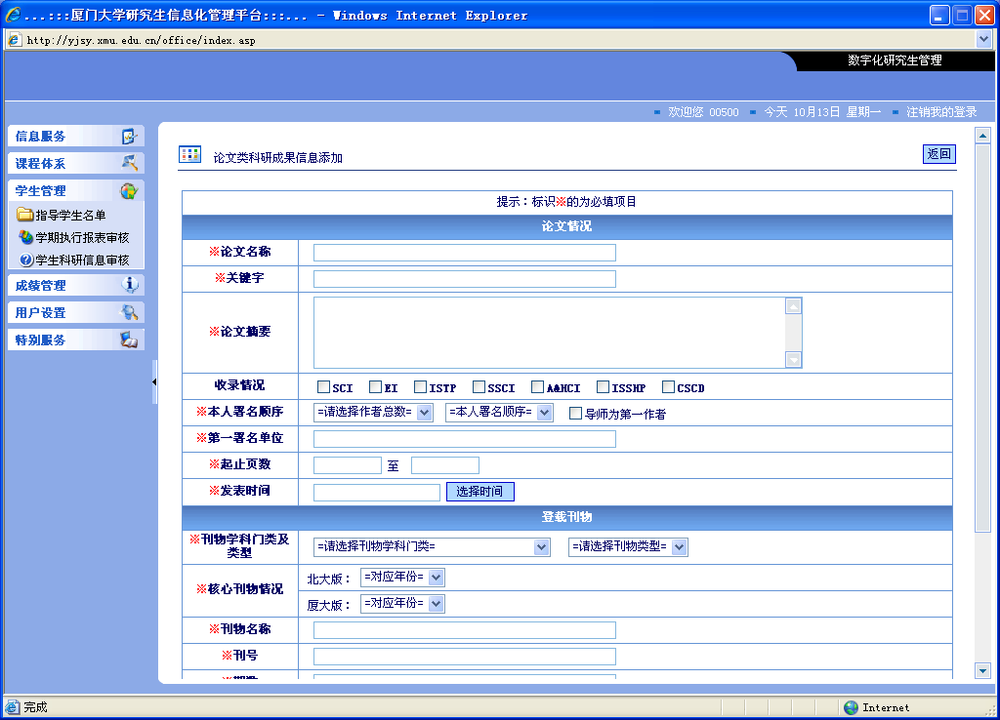 ...:::厦门大学研究生信息化管理平台:::... - Windows Internet Explorer
http://yjsy.xmu.edu.cn/office/index.asp
数字化研究生管理
欢迎您 00500 今天 10月13日 星期一 注销我的登录
信息服务
课程体系
学生管理
指导学生名单
学期执行报表审核
学生科研信息审核
成绩管理
用户设置
特别服务
论文类科研成果信息添加
返回
提示：标识※的为必填项目
论文情况
※论文名称
※关键字
※论文摘要
收录情况 SCI EI ISTP SSCI A&HCI ISSHP CSCD
※本人署名顺序 =请选择作者总数= =本人署名顺序= 导师为第一作者
※第一署名单位
※起止页数 至
※发表时间 选择时间
登载刊物
※刊物学科门类及
类型
=请选择刊物学科门类= =请选择刊物类型=
※核心刊物情况
北大版： =对应年份=
厦大版： =对应年份=
※刊物名称
※刊号
完成
Internet